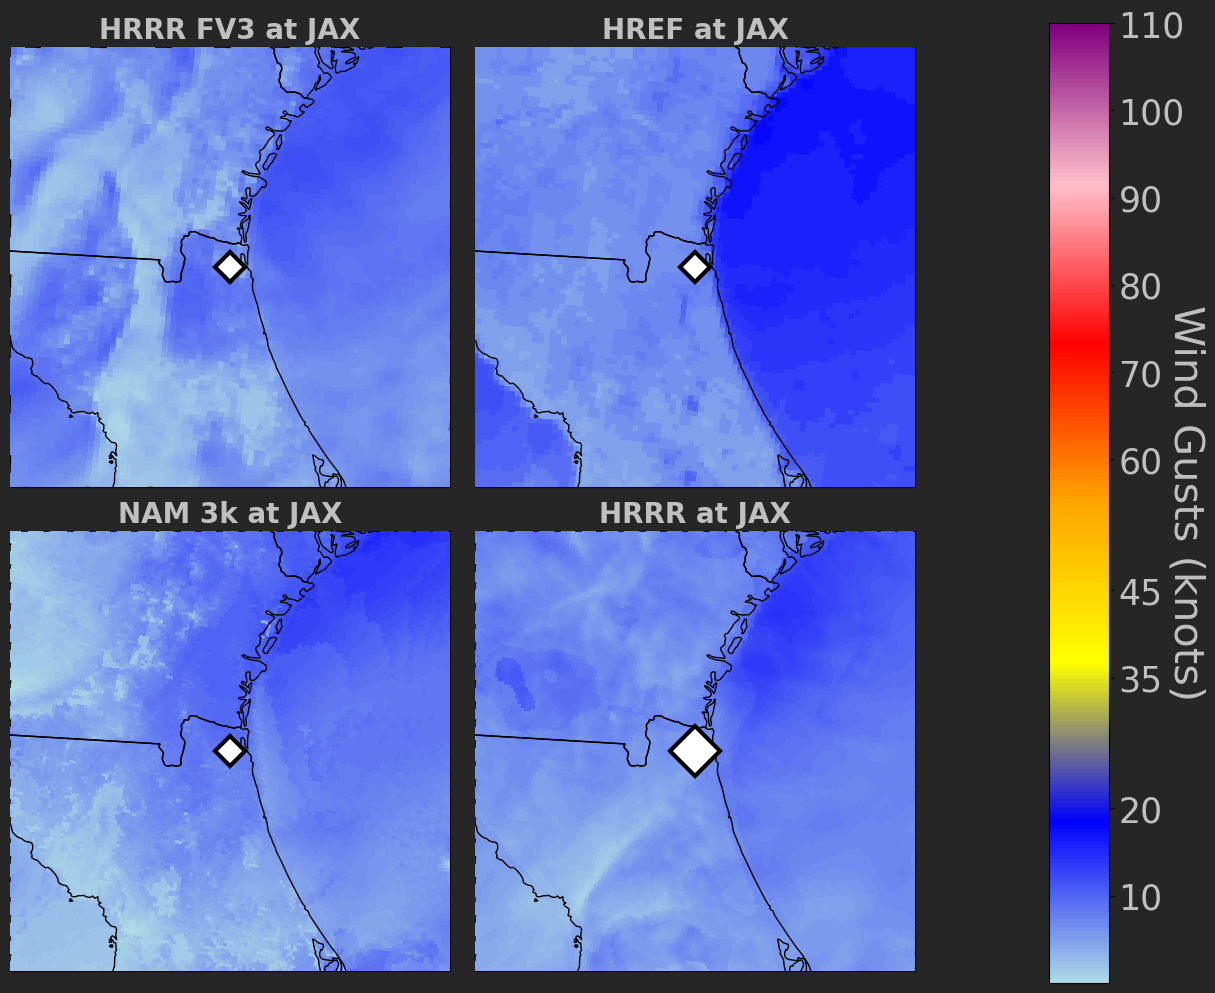 HRRR FV3 at JAX
HREF at JAX
NAM 3k at JAX
HRRR at JAX
110
100
90
80
70
60
45
35
20
10
Wind Gusts (knots)